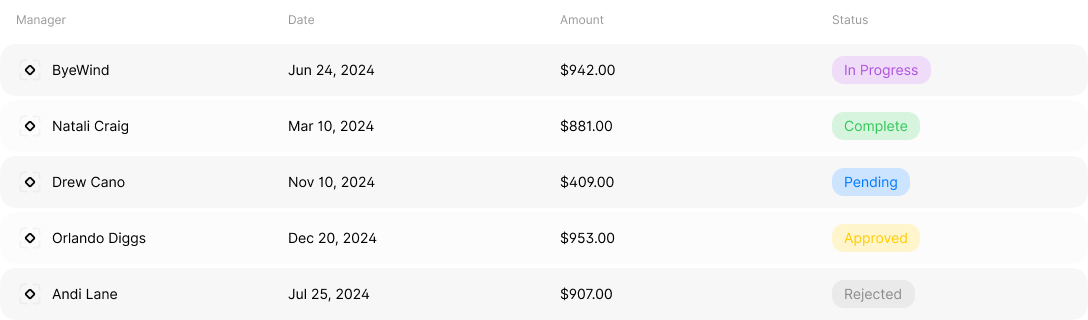 Manager Date Amount Status
ByeWind Jun 24, 2024 $942.00 In Progress
Natali Craig Mar 10, 2024 $881.00 Complete
Drew Cano Nov 10, 2024 $409.00 Pending
Orlando Diggs Dec 20, 2024 $953.00 Approved
Andi Lane Jul 25, 2024 $907.00 Rejected